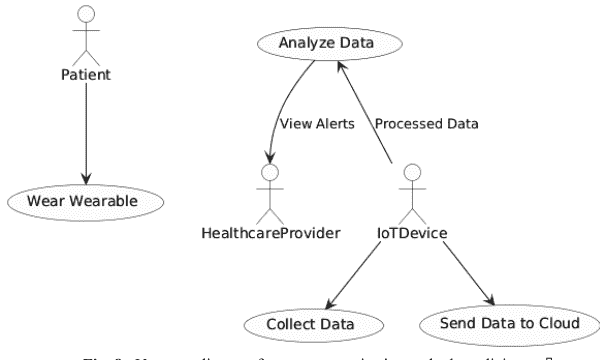 Patient
Analyze Data
View Alerts
Processed Data
Wear Wearable
HealthcareProvider
IoTDevice
Collect Data
Send Data to Cloud